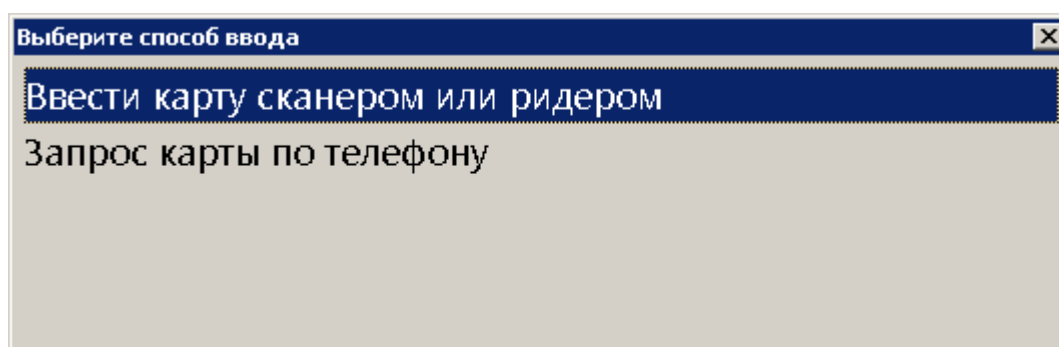 Выберите способ ввода
Ввести карту сканером или ридером
Запрос карты по телефону